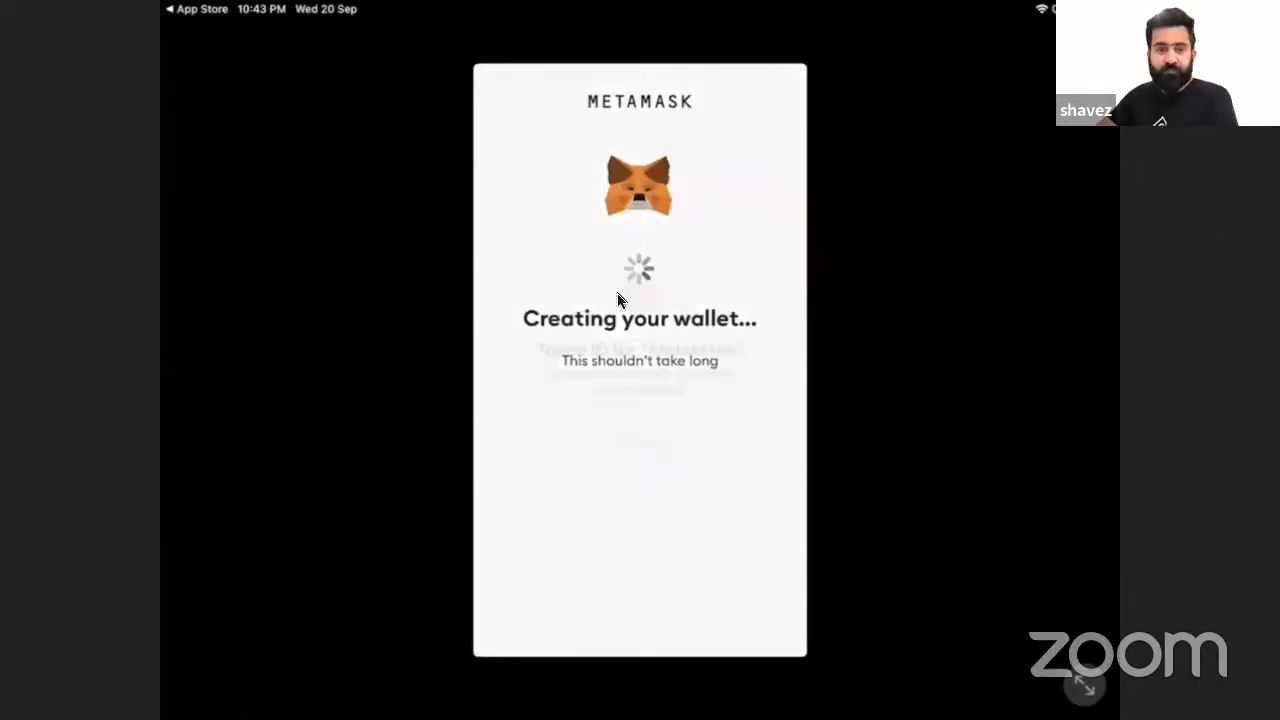 App Store 10:43 PM Wed 20 Sep
shavez
METAMASK
Creating your wallet...
This shouldn't take long
zoom